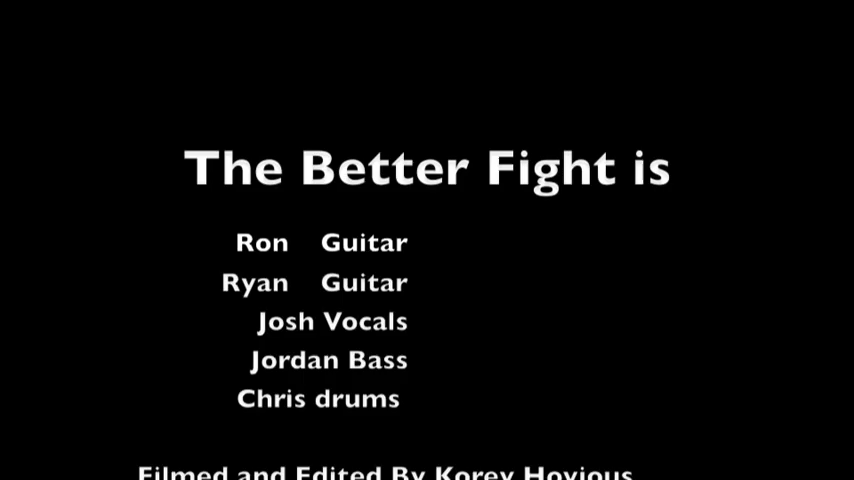 The Better Fight is
Ron Guitar
Ryan Guitar
Josh Vocals
Jordan Bass
Chris drums
Filmed and Edited By Korey Hovious